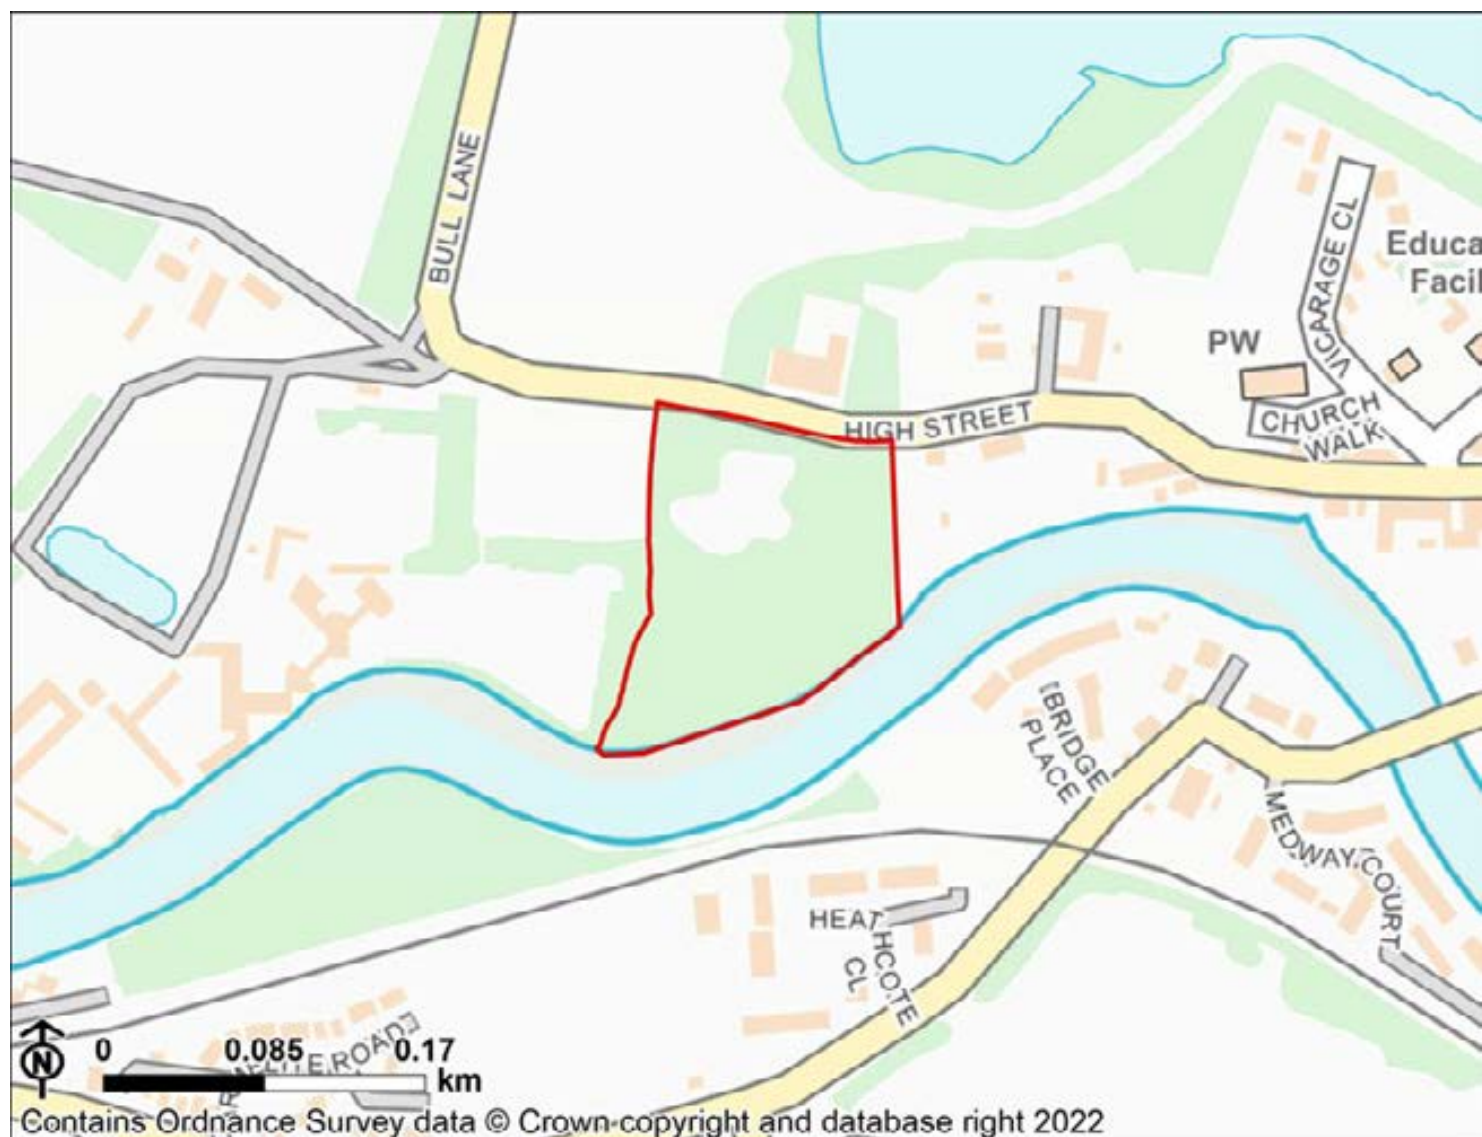 BULL LANE
VICARAGE CL
Educa
Facil
PW
CHURCH
WALK
HIGH STREET
BRIDGE
PLACE
MEDWAY COURT
HEATHCOTE
CL
ROAD
N
0 0.085 0.17
km
Contains Ordnance Survey data © Crown copyright and database right 2022